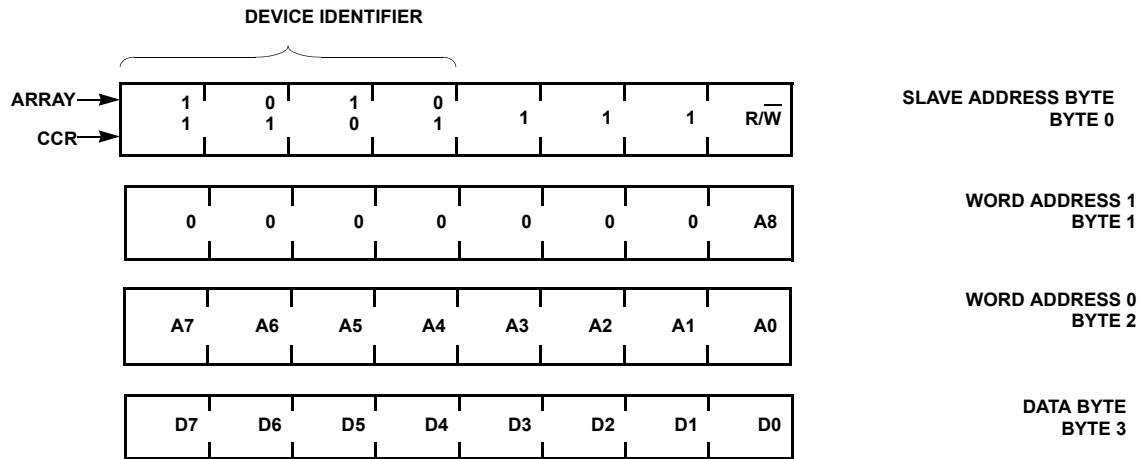 DEVICE IDENTIFIER
ARRAY 1 0 1 0
CCR 1 1 0 1 1 1 1 R/W̅
SLAVE ADDRESS BYTE
BYTE 0
0 0 0 0 0 0 0 A8
WORD ADDRESS 1
BYTE 1
A7 A6 A5 A4 A3 A2 A1 A0
WORD ADDRESS 0
BYTE 2
D7 D6 D5 D4 D3 D2 D1 D0
DATA BYTE
BYTE 3